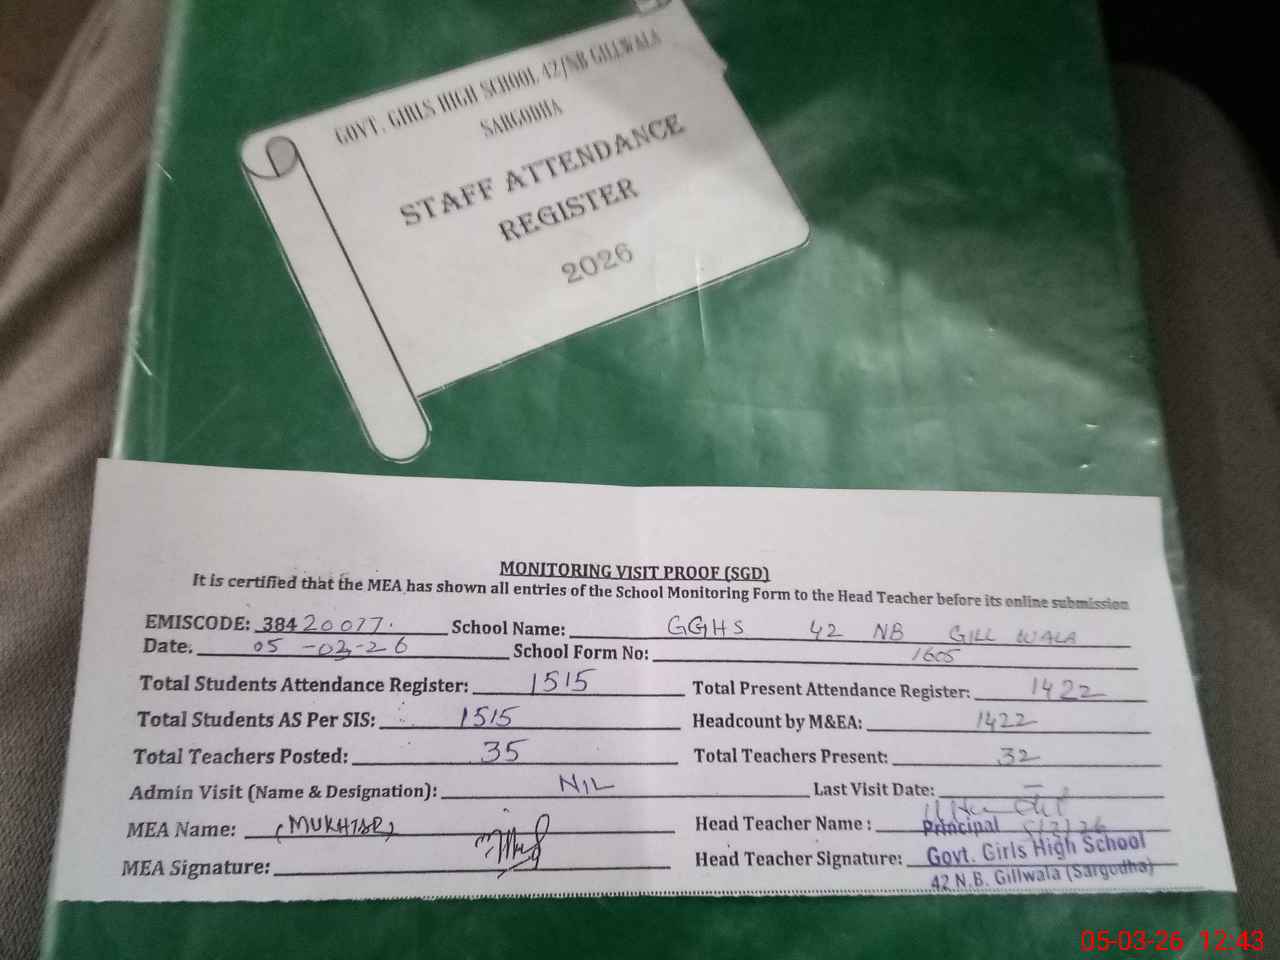 GOVT. GIRLS HIGH SCHOOL 42/NB GILLWALA
SARGODHA
STAFF ATTENDANCE
REGISTER
2026
MONITORING VISIT PROOF (SGD)
It is certified that the MEA has shown all entries of the School Monitoring Form to the Head Teacher before its online submission
EMISCODE: 38420077. School Name: GGHS 42 NB GILL WALA
Date. 05-03-26 School Form No: 1605
Total Students Attendance Register: 1515 Total Present Attendance Register: 1422
Total Students AS Per SIS: 1515 Headcount by M&EA: 1422
Total Teachers Posted: 35 Total Teachers Present: 32
Admin Visit (Name & Designation): NIL Last Visit Date: —
MEA Name: (MUKHTAR) Head Teacher Name :
Principal 5/3/26
MEA Signature: Head Teacher Signature: Govt. Girls High School
42 N.B. Gillwala (Sargodha)
05-03-26 12:43